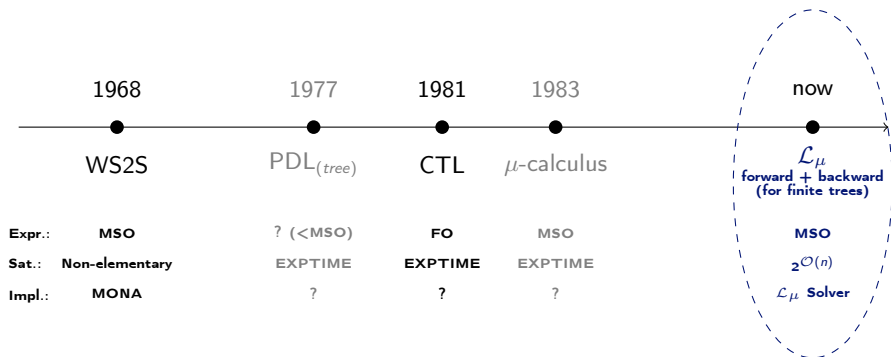 1968 1977 1981 1983 now
WS2S PDL(tree) CTL μ-calculus ℒμ
forward + backward
(for finite trees)
Expr.: MSO ? (<MSO) FO MSO MSO
Sat.: Non-elementary EXPTIME EXPTIME EXPTIME 2^𝒪(n)
Impl.: MONA ? ? ? ℒμ Solver